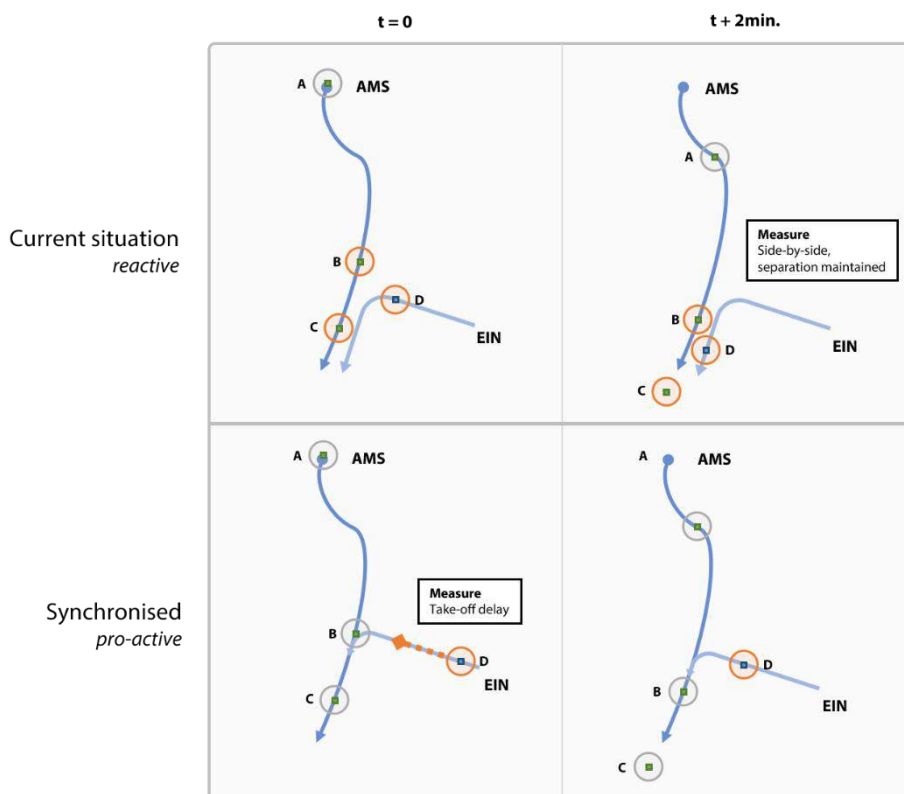 t = 0
t + 2min.
Current situation
reactive
A
AMS
B
D
C
EIN
AMS
A
Measure
Side-by-side,
separation maintained
B
D
EIN
C
Synchronised
pro-active
A
AMS
Measure
Take-off delay
B
D
EIN
C
A
AMS
D
B
EIN
C